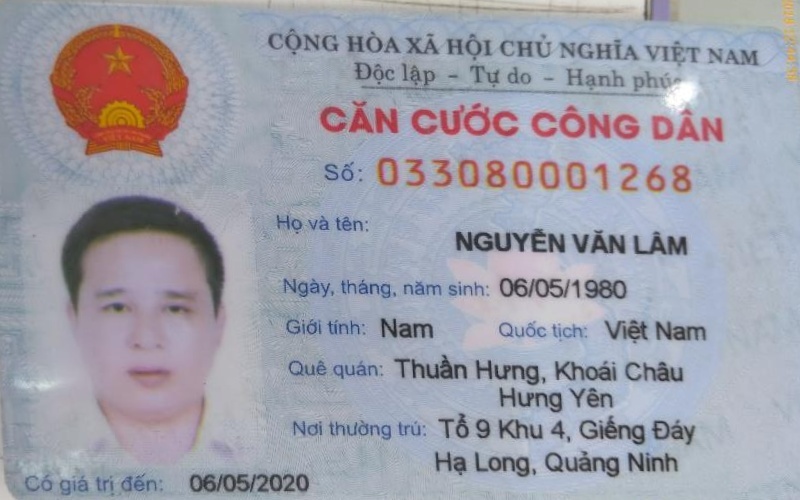 CỘNG HÒA XÃ HỘI CHỦ NGHĨA VIỆT NAM
Độc lập - Tự do - Hạnh phúc
CĂN CƯỚC CÔNG DÂN
Số: 033080001268
Họ và tên:
NGUYỄN VĂN LÂM
Ngày, tháng, năm sinh: 06/05/1980
Giới tính: Nam Quốc tịch: Việt Nam
Quê quán: Thuần Hưng, Khoái Châu
Hưng Yên
Nơi thường trú: Tổ 9 Khu 4, Giếng Đáy
Hạ Long, Quảng Ninh
Có giá trị đến: 06/05/2020